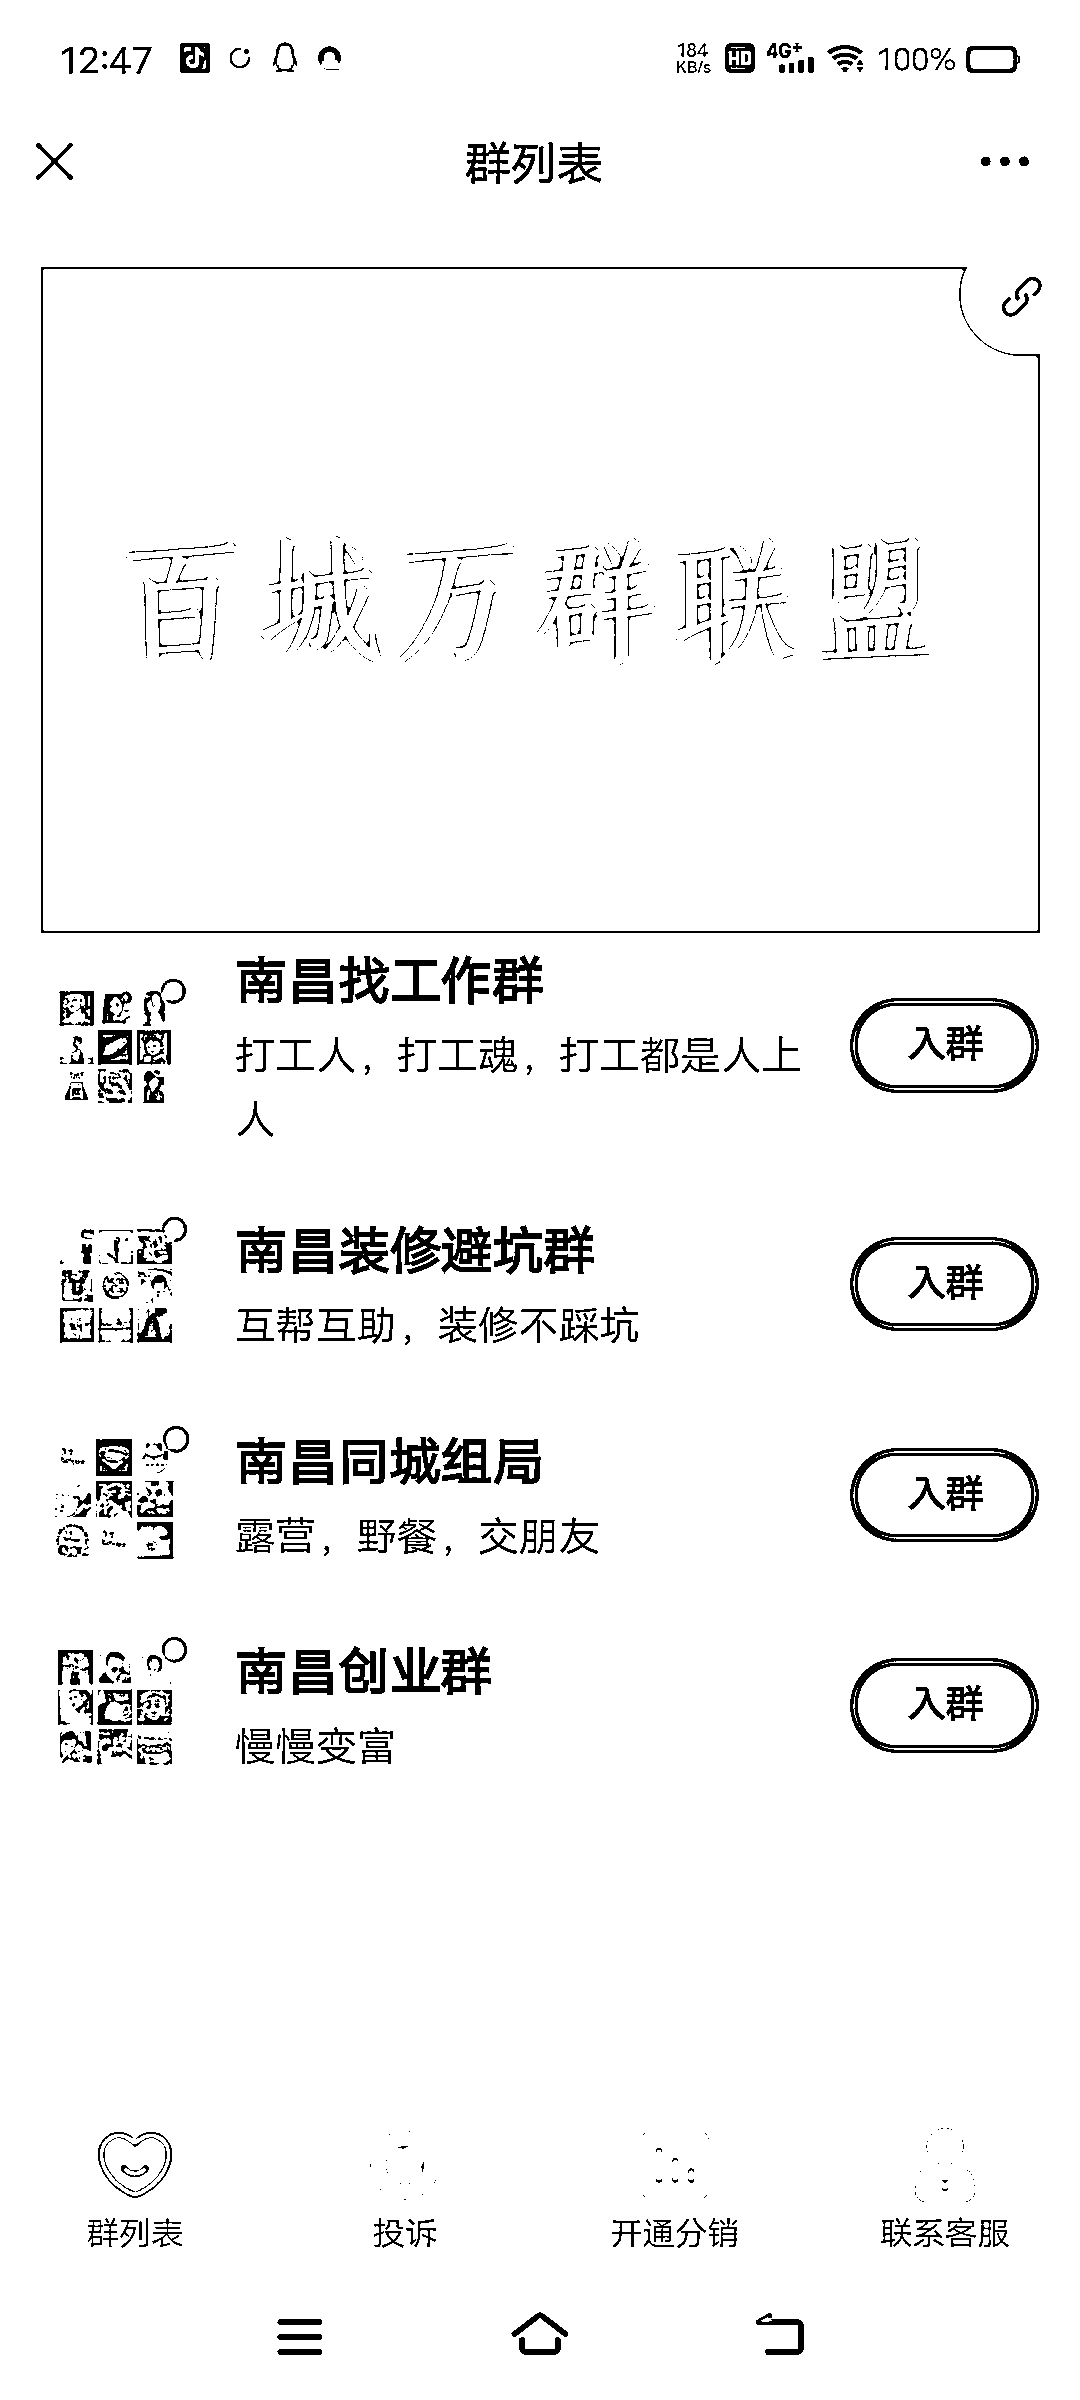 12:47
184 KB/s HD 4G+ 100%
群列表
百城万群联盟
南昌找工作群
打工人，打工魂，打工都是人上
人
入群
南昌装修避坑群
互帮互助，装修不踩坑
入群
南昌同城组局
露营，野餐，交朋友
入群
南昌创业群
慢慢变富
入群
群列表 投诉 开通分销 联系客服